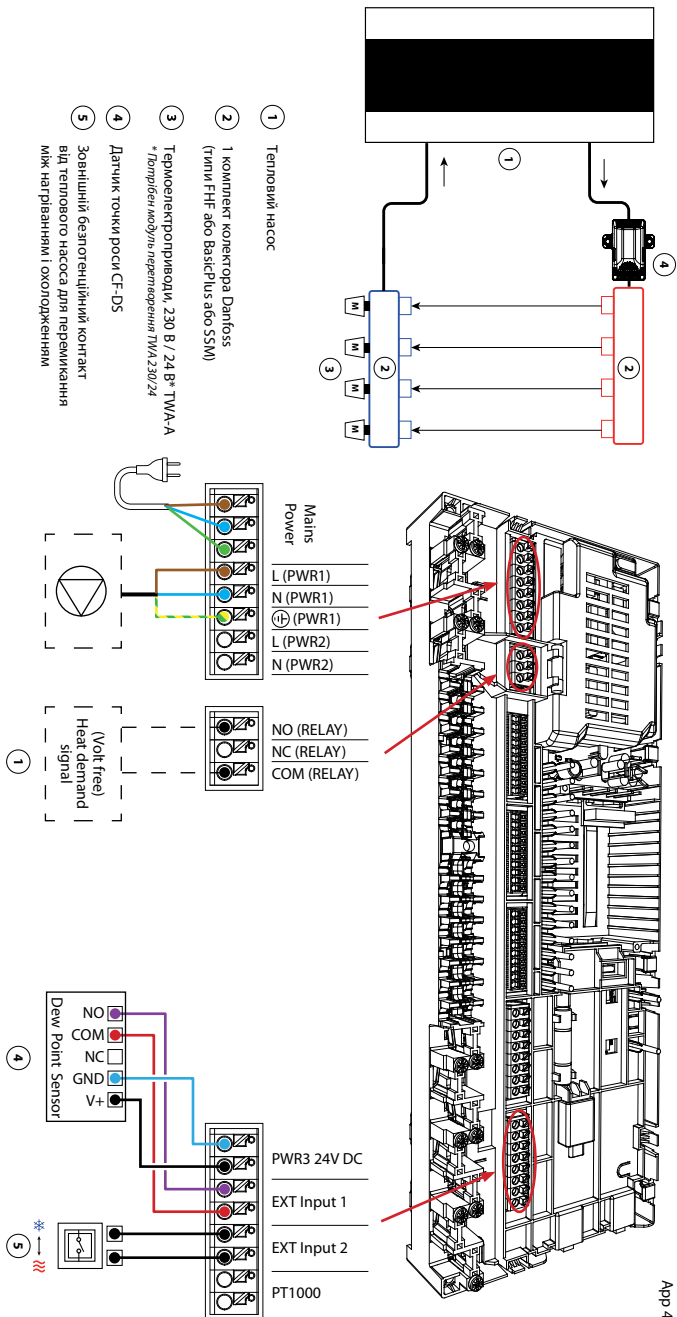 App 4
1
4
2
2
3
M
M
M
M
1 Тепловий насос
2 1 комплект колектора Danfoss
(типи FHF або BasicPlus або SSM)
3 Термоелектроприводи, 230 В / 24 В* TWA-A
* Потрібен модуль перетворення TWA 230/24
4 Датчик точки роси CF-DS
5 Зовнішній безпотенційний контакт
від теплового насоса для перемикання
між нагріванням і охолодженням
Mains
Power
L (PWR1)
N (PWR1)
(PWR1)
L (PWR2)
N (PWR2)
NO (RELAY)
NC (RELAY)
COM (RELAY)
(Volt free)
Heat demand
signal
1
PWR3 24V DC
EXT Input 1
EXT Input 2
PT1000
NO
COM
NC
GND
V+
Dew Point Sensor
4
5